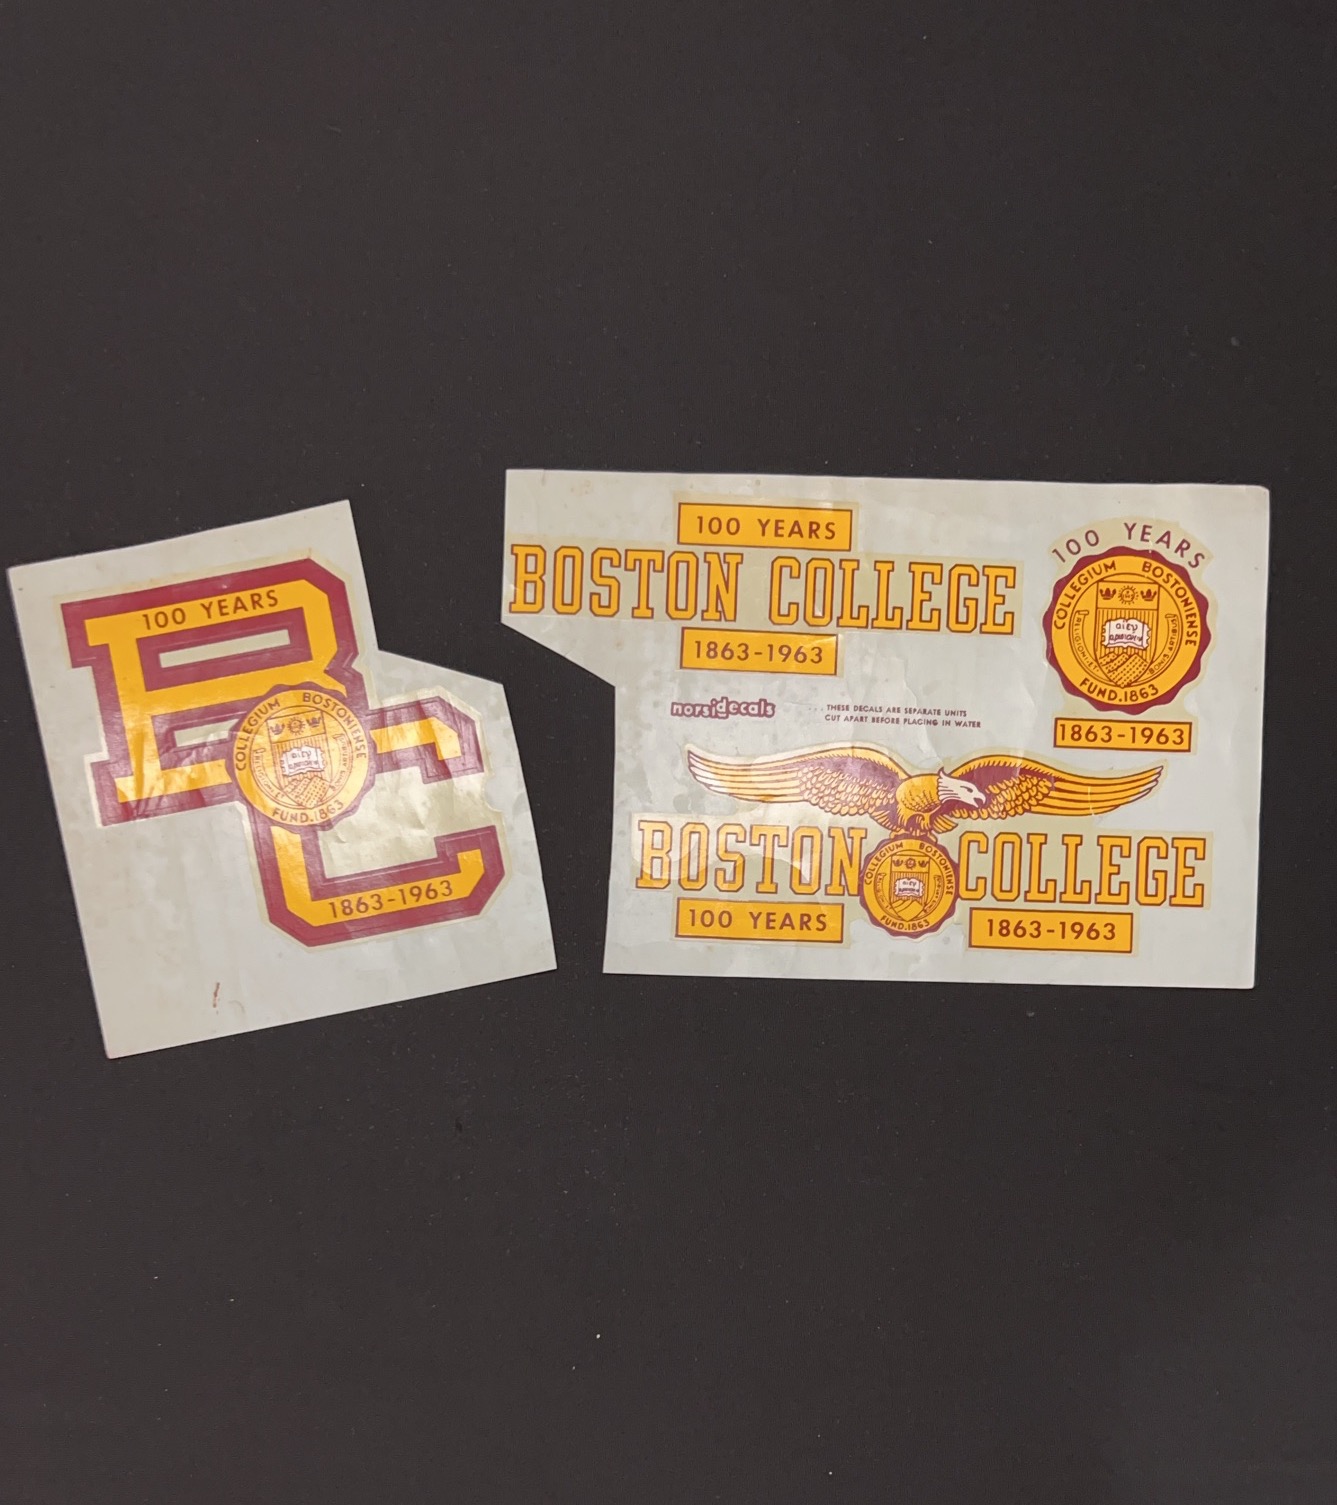 100 YEARS
BC
COLLEGIUM BOSTONIENSE
FUND. 1863
1863-1963
100 YEARS
BOSTON COLLEGE
1863-1963
100 YEARS
COLLEGIUM BOSTONIENSE
FUND. 1863
1863-1963
norsidecals
...THESE DECALS ARE SEPARATE UNITS
CUT APART BEFORE PLACING IN WATER
BOSTON COLLEGE
COLLEGIUM BOSTONIENSE
FUND. 1863
100 YEARS
1863-1963